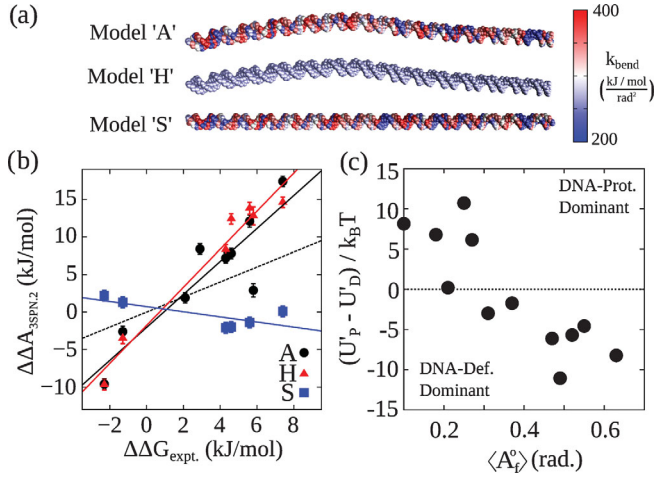 (a)
Model 'A'
Model 'H'
Model 'S'
400
k_bend
(kJ / mol
rad²)
200
(b)
ΔΔA_3SPN.2 (kJ/mol)
15
10
5
0
−5
−10
A
H
S
−2 0 2 4 6 8
ΔΔG_expt. (kJ/mol)
(c)
(U'_P - U'_D) / k_BT
15
10
5
0
-5
-10
-15
DNA-Prot.
Dominant
DNA-Def.
Dominant
0.2 0.4 0.6
⟨A_f^o⟩ (rad.)